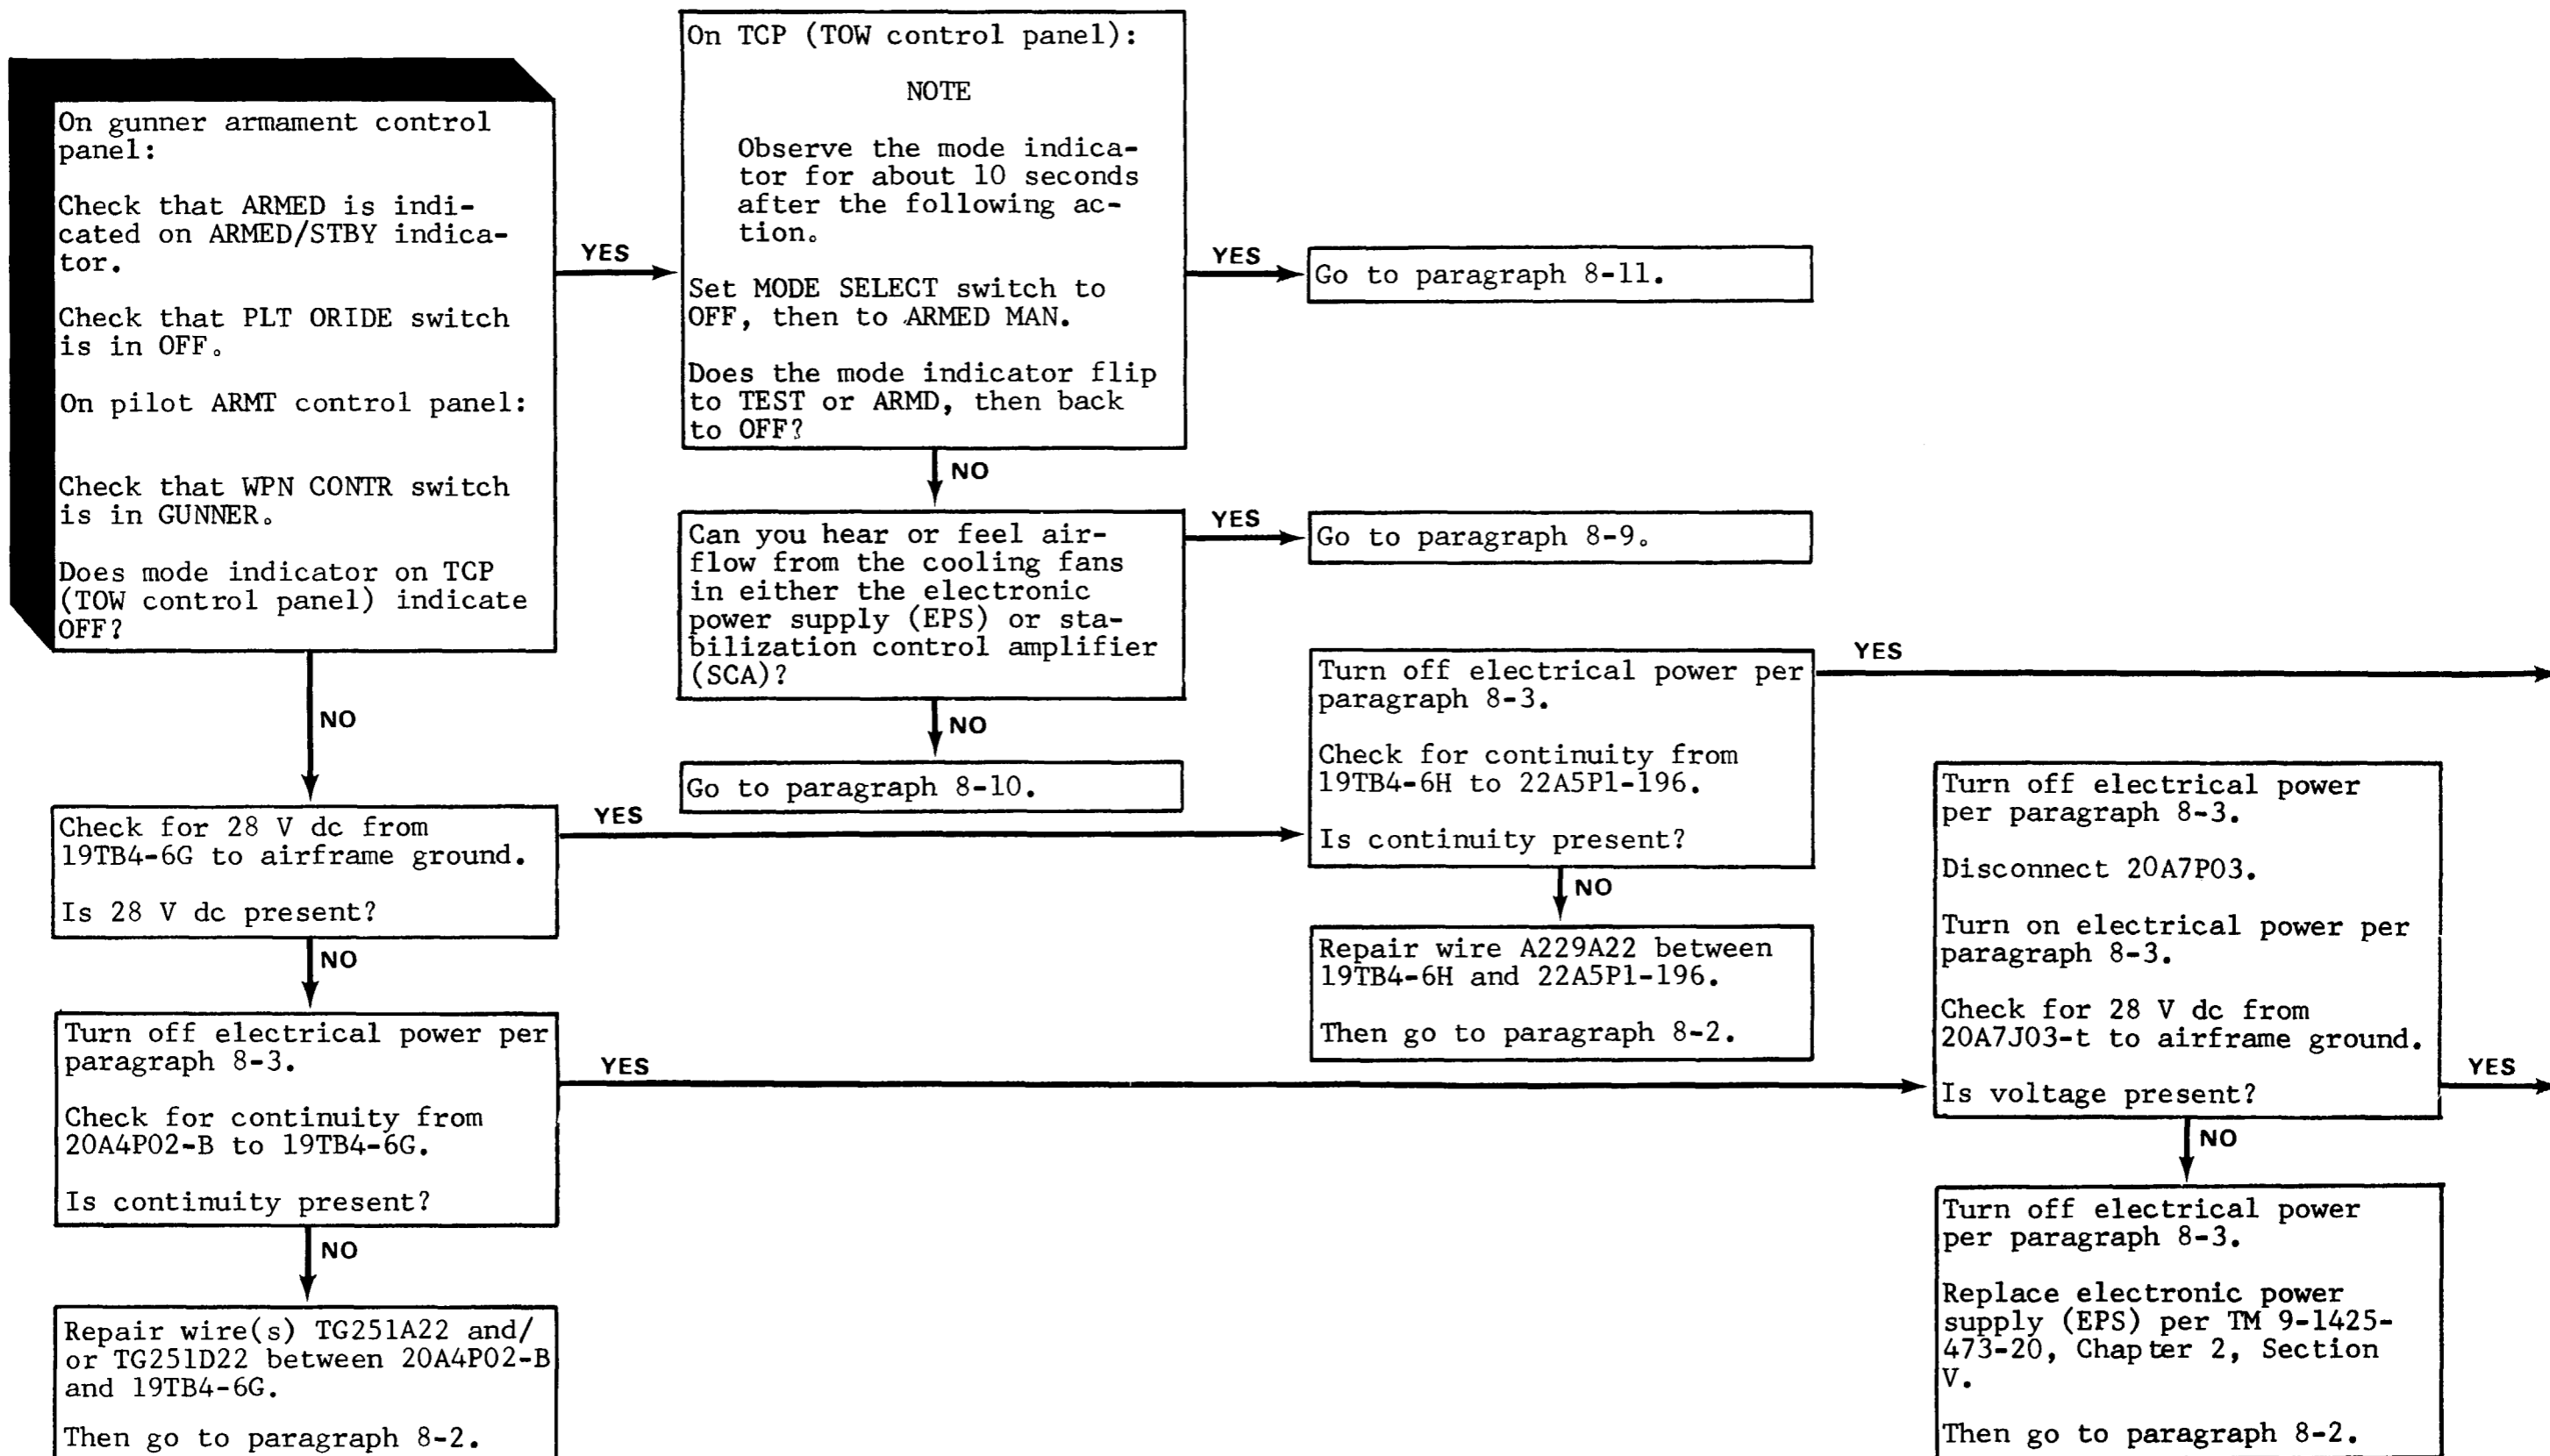 On gunner armament control
panel:
Check that ARMED is indi-
cated on ARMED/STBY indica-
tor.
Check that PLT ORIDE switch
is in OFF.
On pilot ARMT control panel:
Check that WPN CONTR switch
is in GUNNER.
Does mode indicator on TCP
(TOW control panel) indicate
OFF?
YES
NO
On TCP (TOW control panel):
NOTE
Observe the mode indica-
tor for about 10 seconds
after the following ac-
tion.
Set MODE SELECT switch to
OFF, then to ARMED MAN.
Does the mode indicator flip
to TEST or ARMD, then back
to OFF?
YES
Go to paragraph 8-11.
NO
Can you hear or feel air-
flow from the cooling fans
in either the electronic
power supply (EPS) or sta-
bilization control amplifier
(SCA)?
YES
Go to paragraph 8-9.
NO
Go to paragraph 8-10.
Check for 28 V dc from
19TB4-6G to airframe ground.
Is 28 V dc present?
YES
NO
Turn off electrical power per
paragraph 8-3.
Check for continuity from
19TB4-6H to 22A5P1-196.
Is continuity present?
YES
NO
Repair wire A229A22 between
19TB4-6H and 22A5P1-196.
Then go to paragraph 8-2.
Turn off electrical power per
paragraph 8-3.
Check for continuity from
20A4P02-B to 19TB4-6G.
Is continuity present?
YES
NO
Repair wire(s) TG251A22 and/
or TG251D22 between 20A4P02-B
and 19TB4-6G.
Then go to paragraph 8-2.
Turn off electrical power
per paragraph 8-3.
Disconnect 20A7P03.
Turn on electrical power per
paragraph 8-3.
Check for 28 V dc from
20A7J03-t to airframe ground.
Is voltage present?
YES
NO
Turn off electrical power
per paragraph 8-3.
Replace electronic power
supply (EPS) per TM 9-1425-
473-20, Chapter 2, Section
V.
Then go to paragraph 8-2.